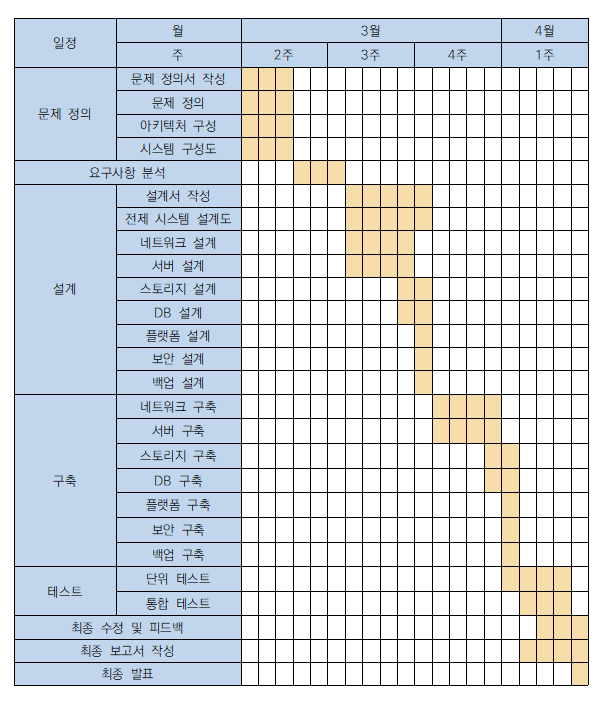 일정 월 3월 4월
주 2주 3주 4주 1주
문제 정의 문제 정의서 작성
문제 정의
아키텍처 구성
시스템 구성도
요구사항 분석
설계 설계서 작성
전제 시스템 설계도
네트워크 설계
서버 설계
스토리지 설계
DB 설계
플랫폼 설계
보안 설계
백업 설계
구축 네트워크 구축
서버 구축
스토리지 구축
DB 구축
플랫폼 구축
보안 구축
백업 구축
테스트 단위 테스트
통합 테스트
최종 수정 및 피드백
최종 보고서 작성
최종 발표